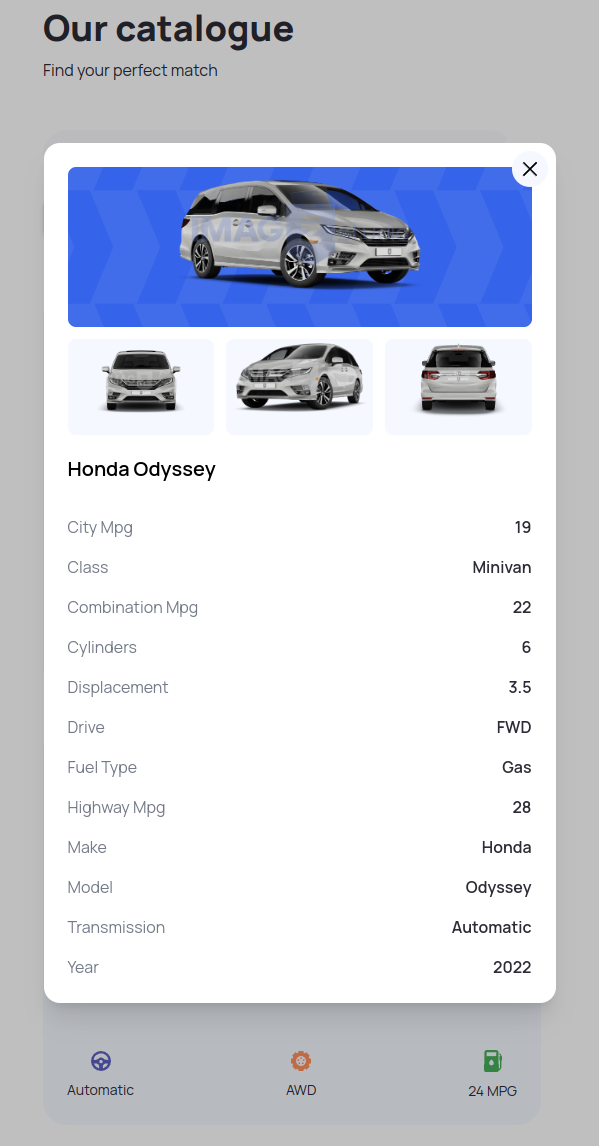 Our catalogue
Find your perfect match
IMAGE
Honda Odyssey
City Mpg 19
Class Minivan
Combination Mpg 22
Cylinders 6
Displacement 3.5
Drive FWD
Fuel Type Gas
Highway Mpg 28
Make Honda
Model Odyssey
Transmission Automatic
Year 2022
Automatic AWD 24 MPG